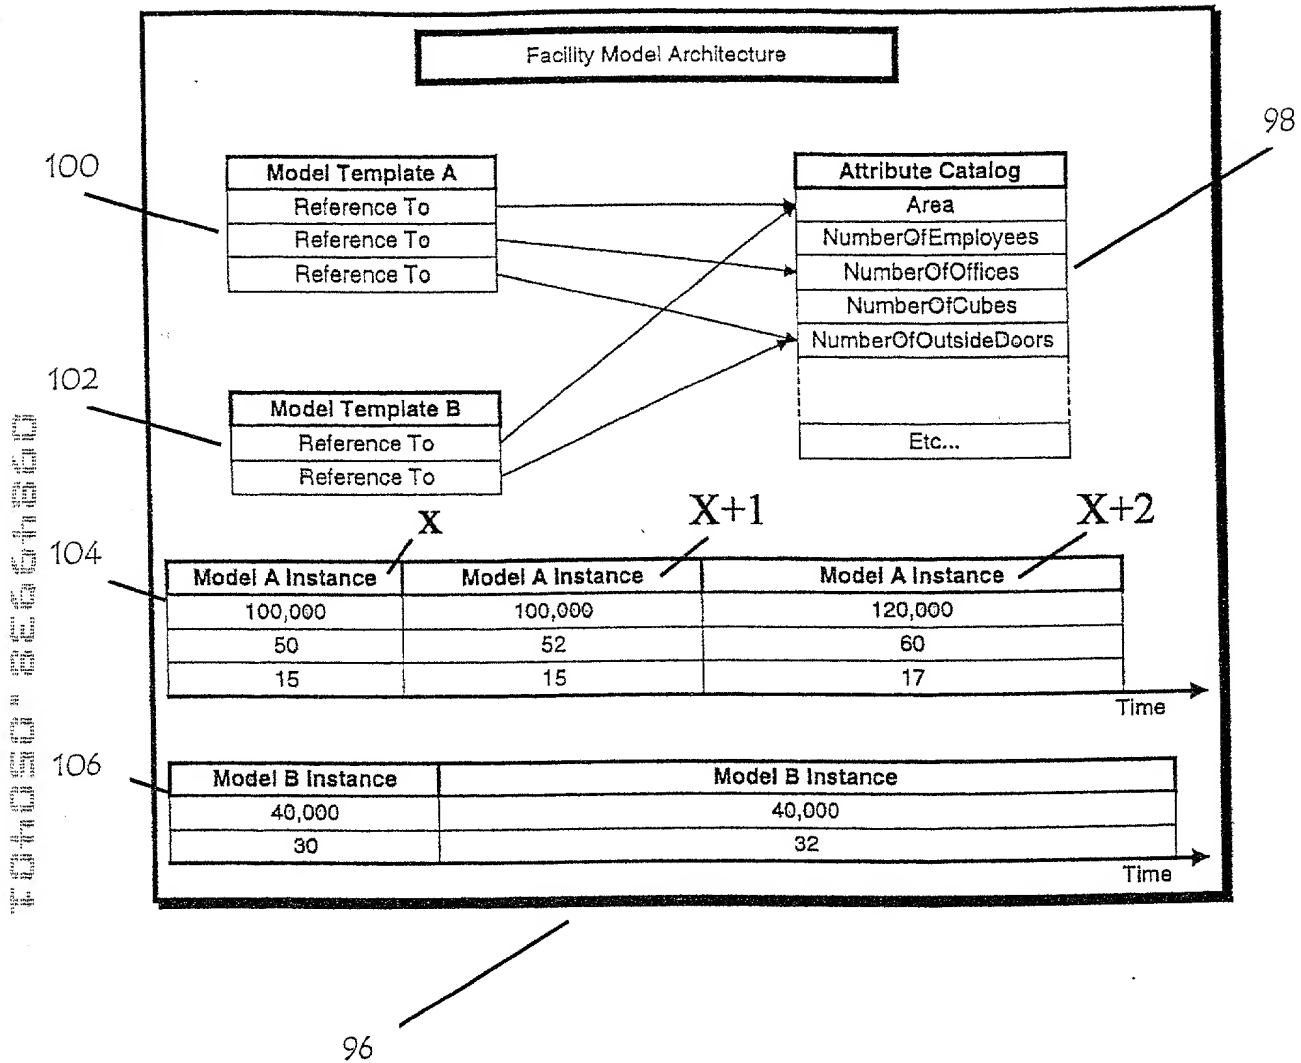 Facility Model Architecture
98
100
Model Template A
Reference To
Reference To
Reference To
Attribute Catalog
Area
NumberOfEmployees
NumberOfOffices
NumberOfCubes
NumberOfOutsideDoors
Etc...
102
Model Template B
Reference To
Reference To
X
X+1
X+2
104
Model A Instance Model A Instance Model A Instance
100,000 100,000 120,000
50 52 60
15 15 17
Time
106
Model B Instance Model B Instance
40,000 40,000
30 32
Time
96